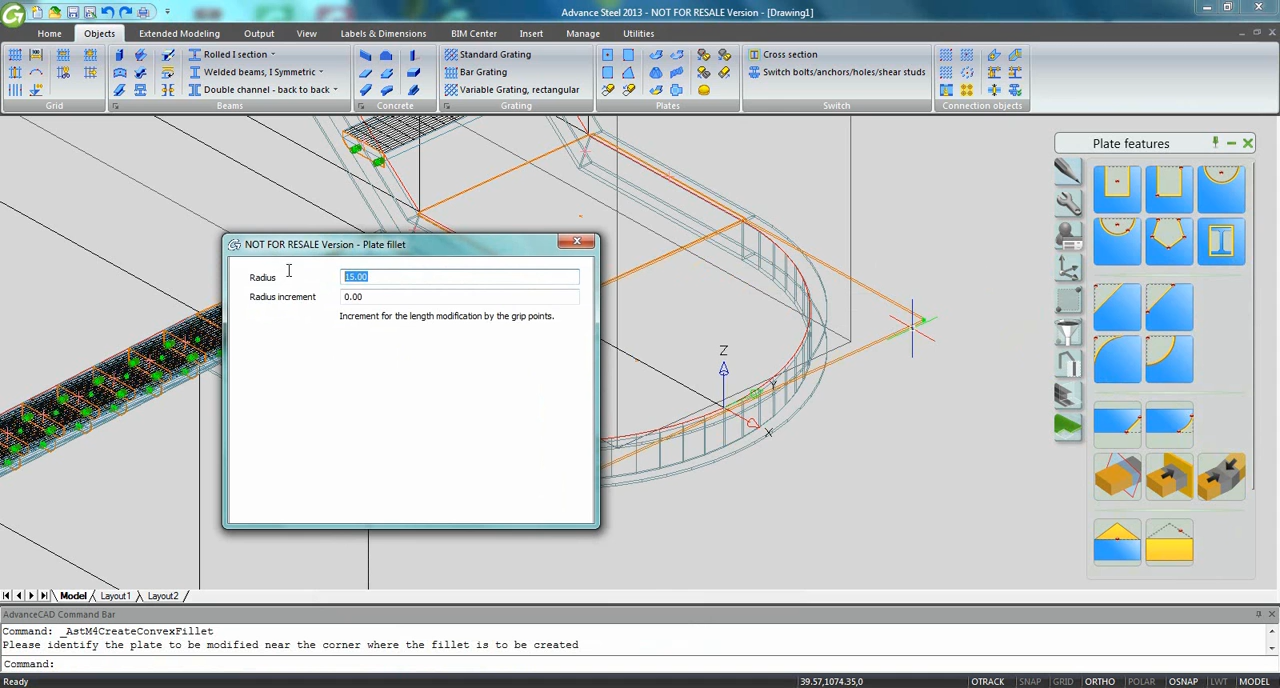 Advance Steel 2013 - NOT FOR RESALE Version - [Drawing1]
Home Objects Extended Modeling Output View Labels & Dimensions BIM Center Insert Manage Utilities
Rolled I section
Standard Grating
Cross section
Welded beams, I Symmetric
Bar Grating
Switch bolts/anchors/holes/shear studs
Double channel - back to back
Variable Grating, rectangular
Grid Beams Concrete Grating Plates Switch Connection objects
Plate features
NOT FOR RESALE Version - Plate fillet
Radius 15.00
Radius increment 0.00
Increment for the length modification by the grip points.
Z
Y
X
Model Layout1 Layout2
AdvanceCAD Command Bar
Command: _AstM4CreateConvexFillet
Please identify the plate to be modified near the corner where the fillet is to be created
Command:
Ready 39.57,1074.35,0 OTRACK SNAP GRID ORTHO POLAR OSNAP LWT MODEL